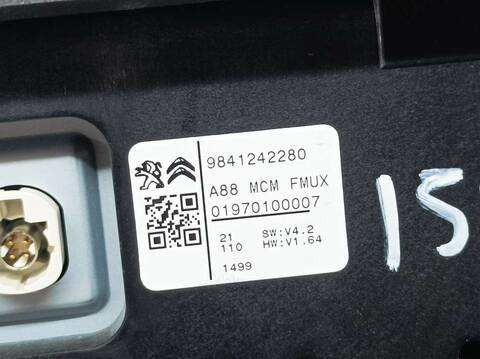 9841242280
A88 MCM FMUX
01970100007
21 SW:V4.2
110 HW:V1.64
1499
15